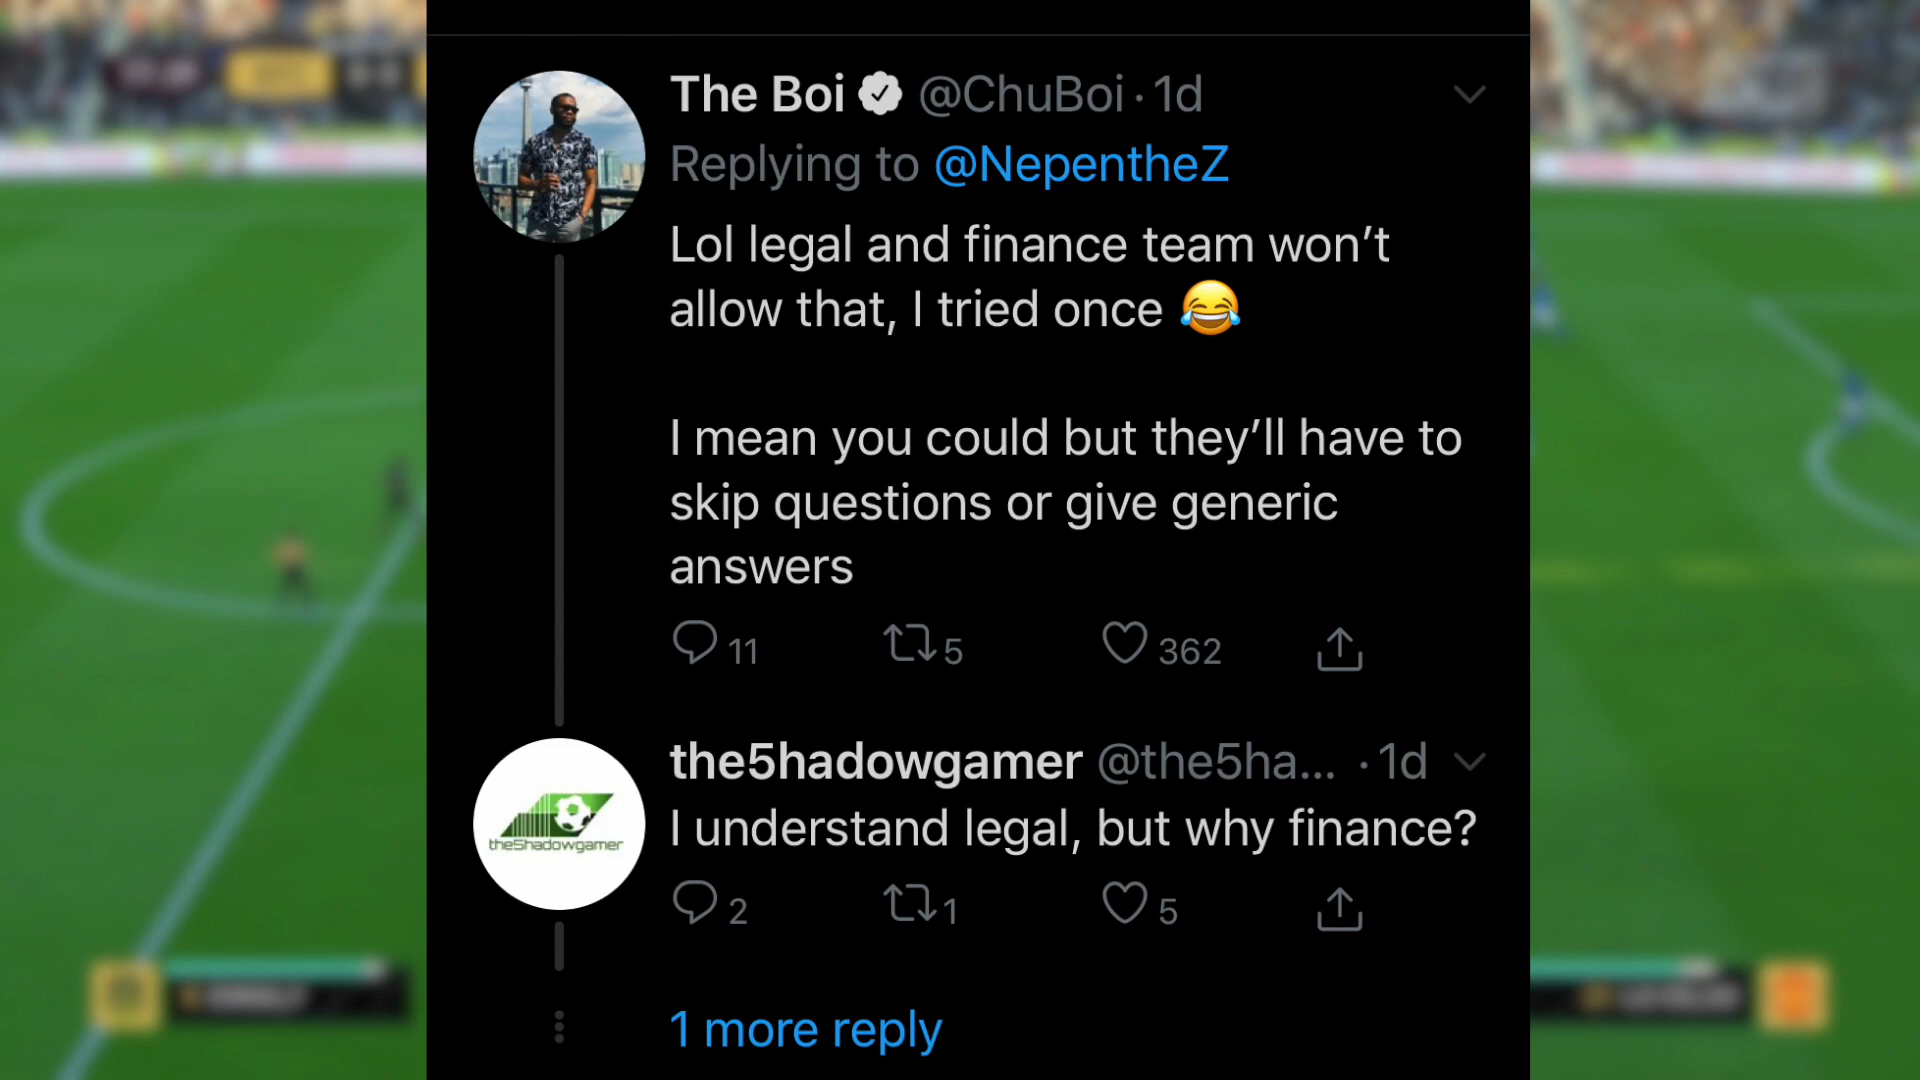 The Boi @ChuBoi · 1d
Replying to @NepentheZ
Lol legal and finance team won’t
allow that, I tried once 😂
I mean you could but they’ll have to
skip questions or give generic
answers
11 5 362
the5hadowgamer @the5ha... · 1d
the5hadowgamer
I understand legal, but why finance?
2 1 5
1 more reply